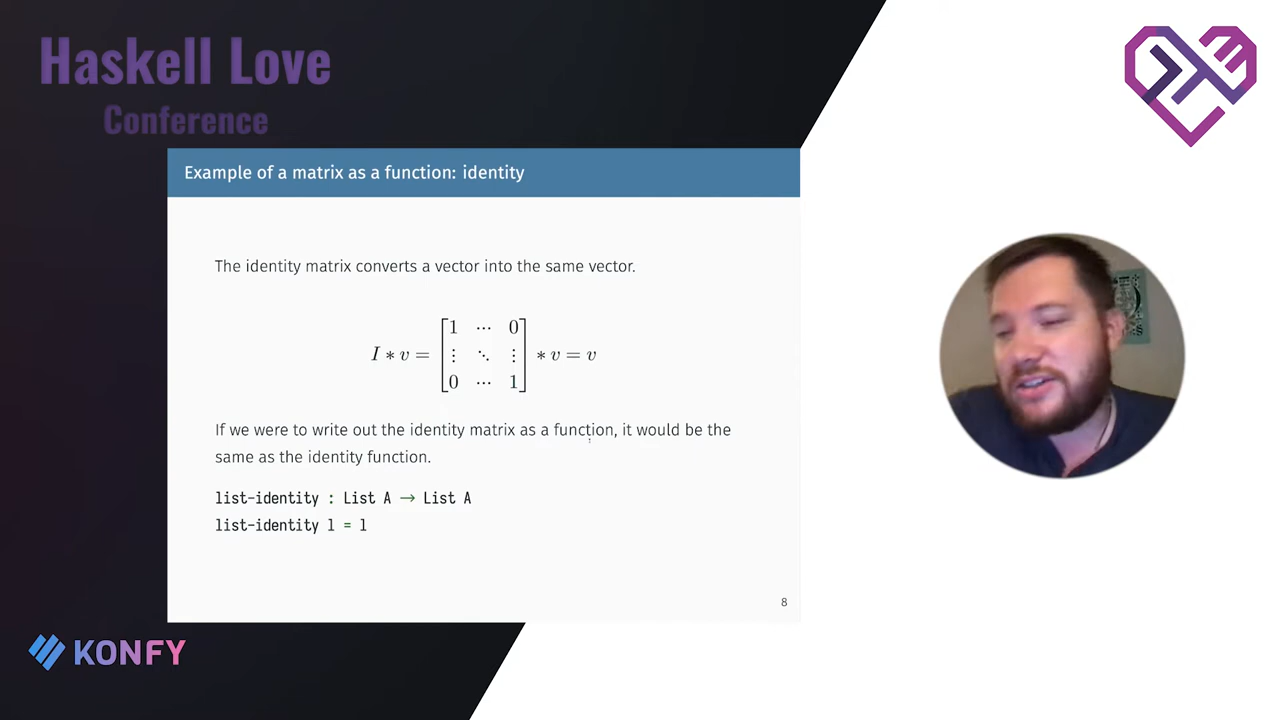 Haskell Love
Conference
Example of a matrix as a function: identity
The identity matrix converts a vector into the same vector.
I ∗ v = [1 ⋯ 0
⋮ ⋱ ⋮
0 ⋯ 1] ∗ v = v
If we were to write out the identity matrix as a function, it would be the
same as the identity function.
list-identity : List A → List A
list-identity l = l
8
KONFY